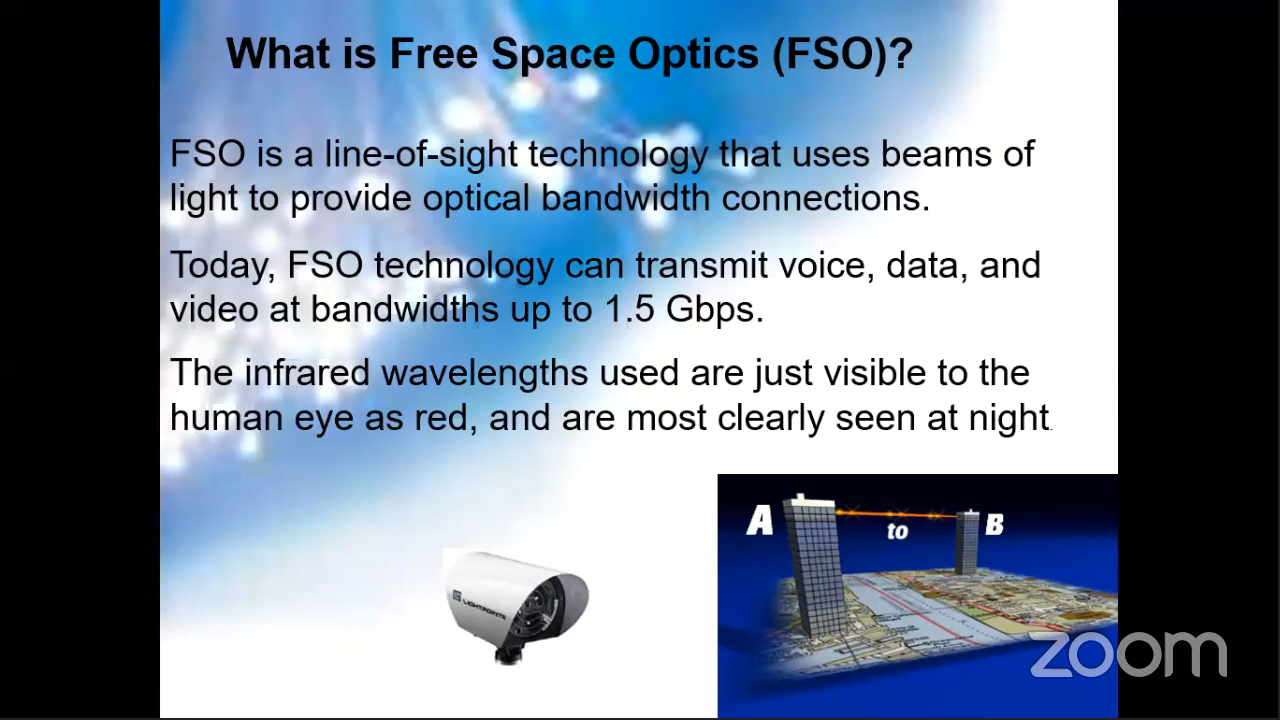 What is Free Space Optics (FSO)?
FSO is a line-of-sight technology that uses beams of
light to provide optical bandwidth connections.
Today, FSO technology can transmit voice, data, and
video at bandwidths up to 1.5 Gbps.
The infrared wavelengths used are just visible to the
human eye as red, and are most clearly seen at night.
A
to
B
LIGHTPOINTE
zoom